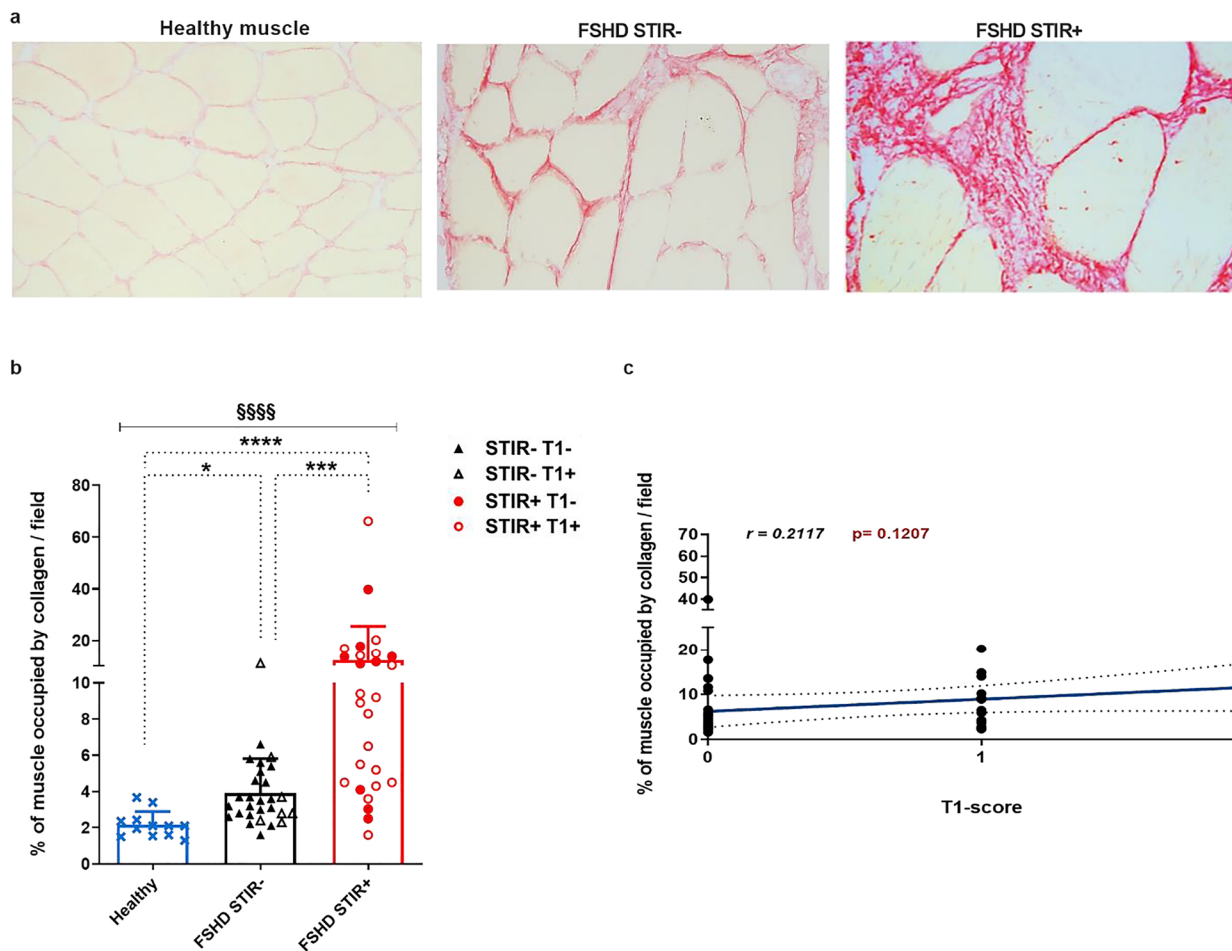 a
Healthy muscle
FSHD STIR-
FSHD STIR+
b
§§§§
****
*
***
% of muscle occupied by collagen / field
80
60
40
20
10
8
6
4
2
0
Healthy
FSHD STIR-
FSHD STIR+
STIR- T1-
STIR- T1+
STIR+ T1-
STIR+ T1+
c
r = 0.2117 p= 0.1207
% of muscle occupied by collagen / field
70
60
50
40
20
10
0
0
1
T1-score